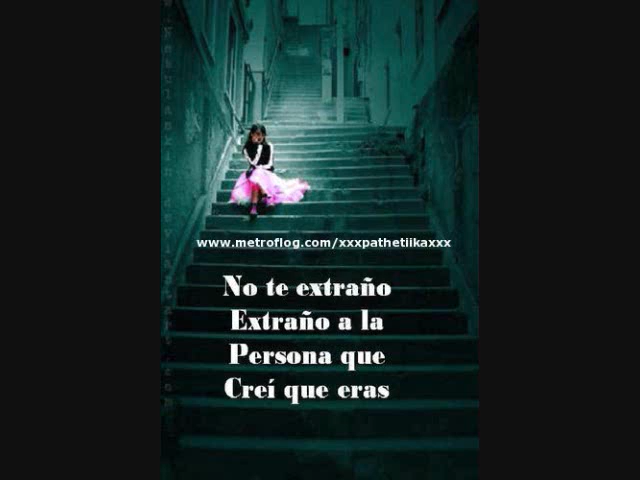 www.metroflog.com/xxxpathetiikaxxx
No te extraño
Extraño a la
Persona que
Creí que eras